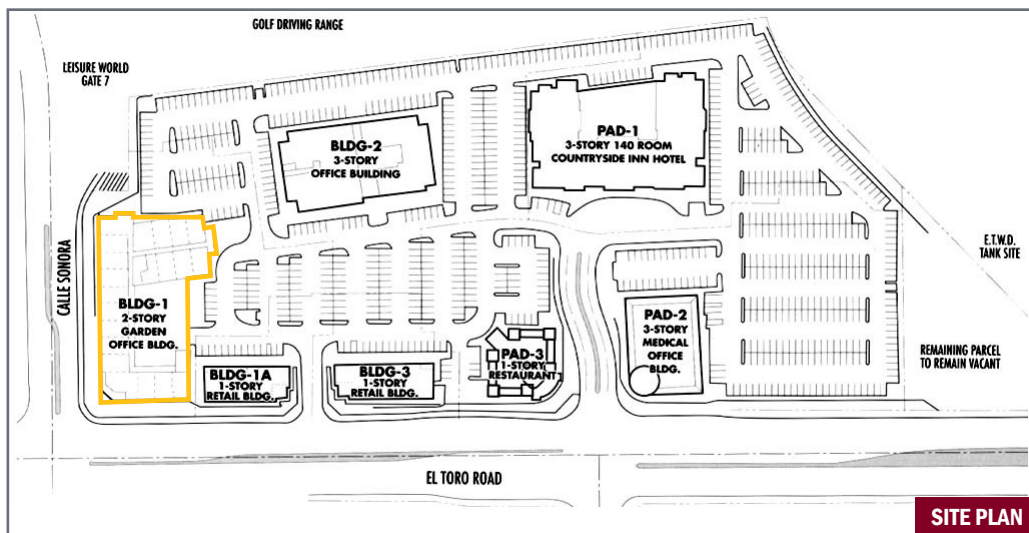 GOLF DRIVING RANGE
LEISURE WORLD
GATE 7
BLDG-2
3-STORY
OFFICE BUILDING
PAD-1
3-STORY 140 ROOM
COUNTRYSIDE INN HOTEL
E.T.W.D.
TANK SITE
CALLE SONORA
BLDG-1
2-STORY
GARDEN
OFFICE BLDG.
PAD-2
3-STORY
MEDICAL
OFFICE
BLDG.
REMAINING PARCEL
TO REMAIN VACANT
BLDG-1A
1-STORY
RETAIL BLDG.
BLDG-3
1-STORY
RETAIL BLDG.
PAD-3
1-STORY
RESTAURANT
EL TORO ROAD
SITE PLAN